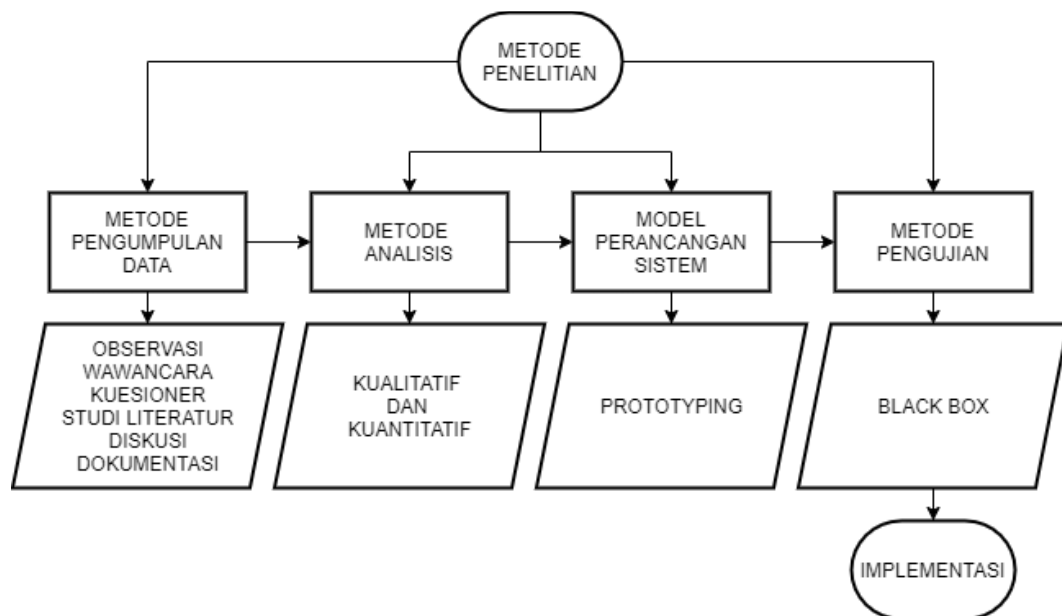 METODE
PENELITIAN
METODE
PENGUMPULAN
DATA
METODE
ANALISIS
MODEL
PERANCANGAN
SISTEM
METODE
PENGUJIAN
OBSERVASI
WAWANCARA
KUESIONER
STUDI LITERATUR
DISKUSI
DOKUMENTASI
KUALITATIF
DAN
KUANTITATIF
PROTOTYPING
BLACK BOX
IMPLEMENTASI